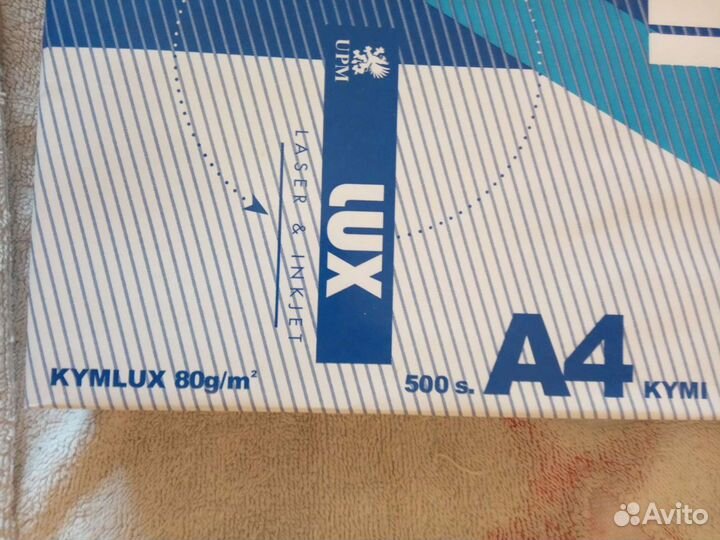 UPM
LUX
LASER & INKJET
KYMLUX 80g/m²
500 s. A4 KYMI
Avito